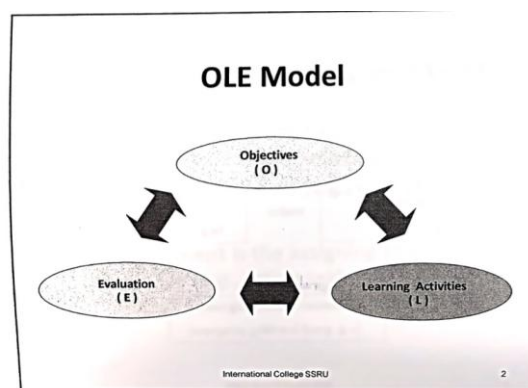 OLE Model
Objectives
( O )
Evaluation
( E )
Learning Activities
( L )
International College SSRU
2